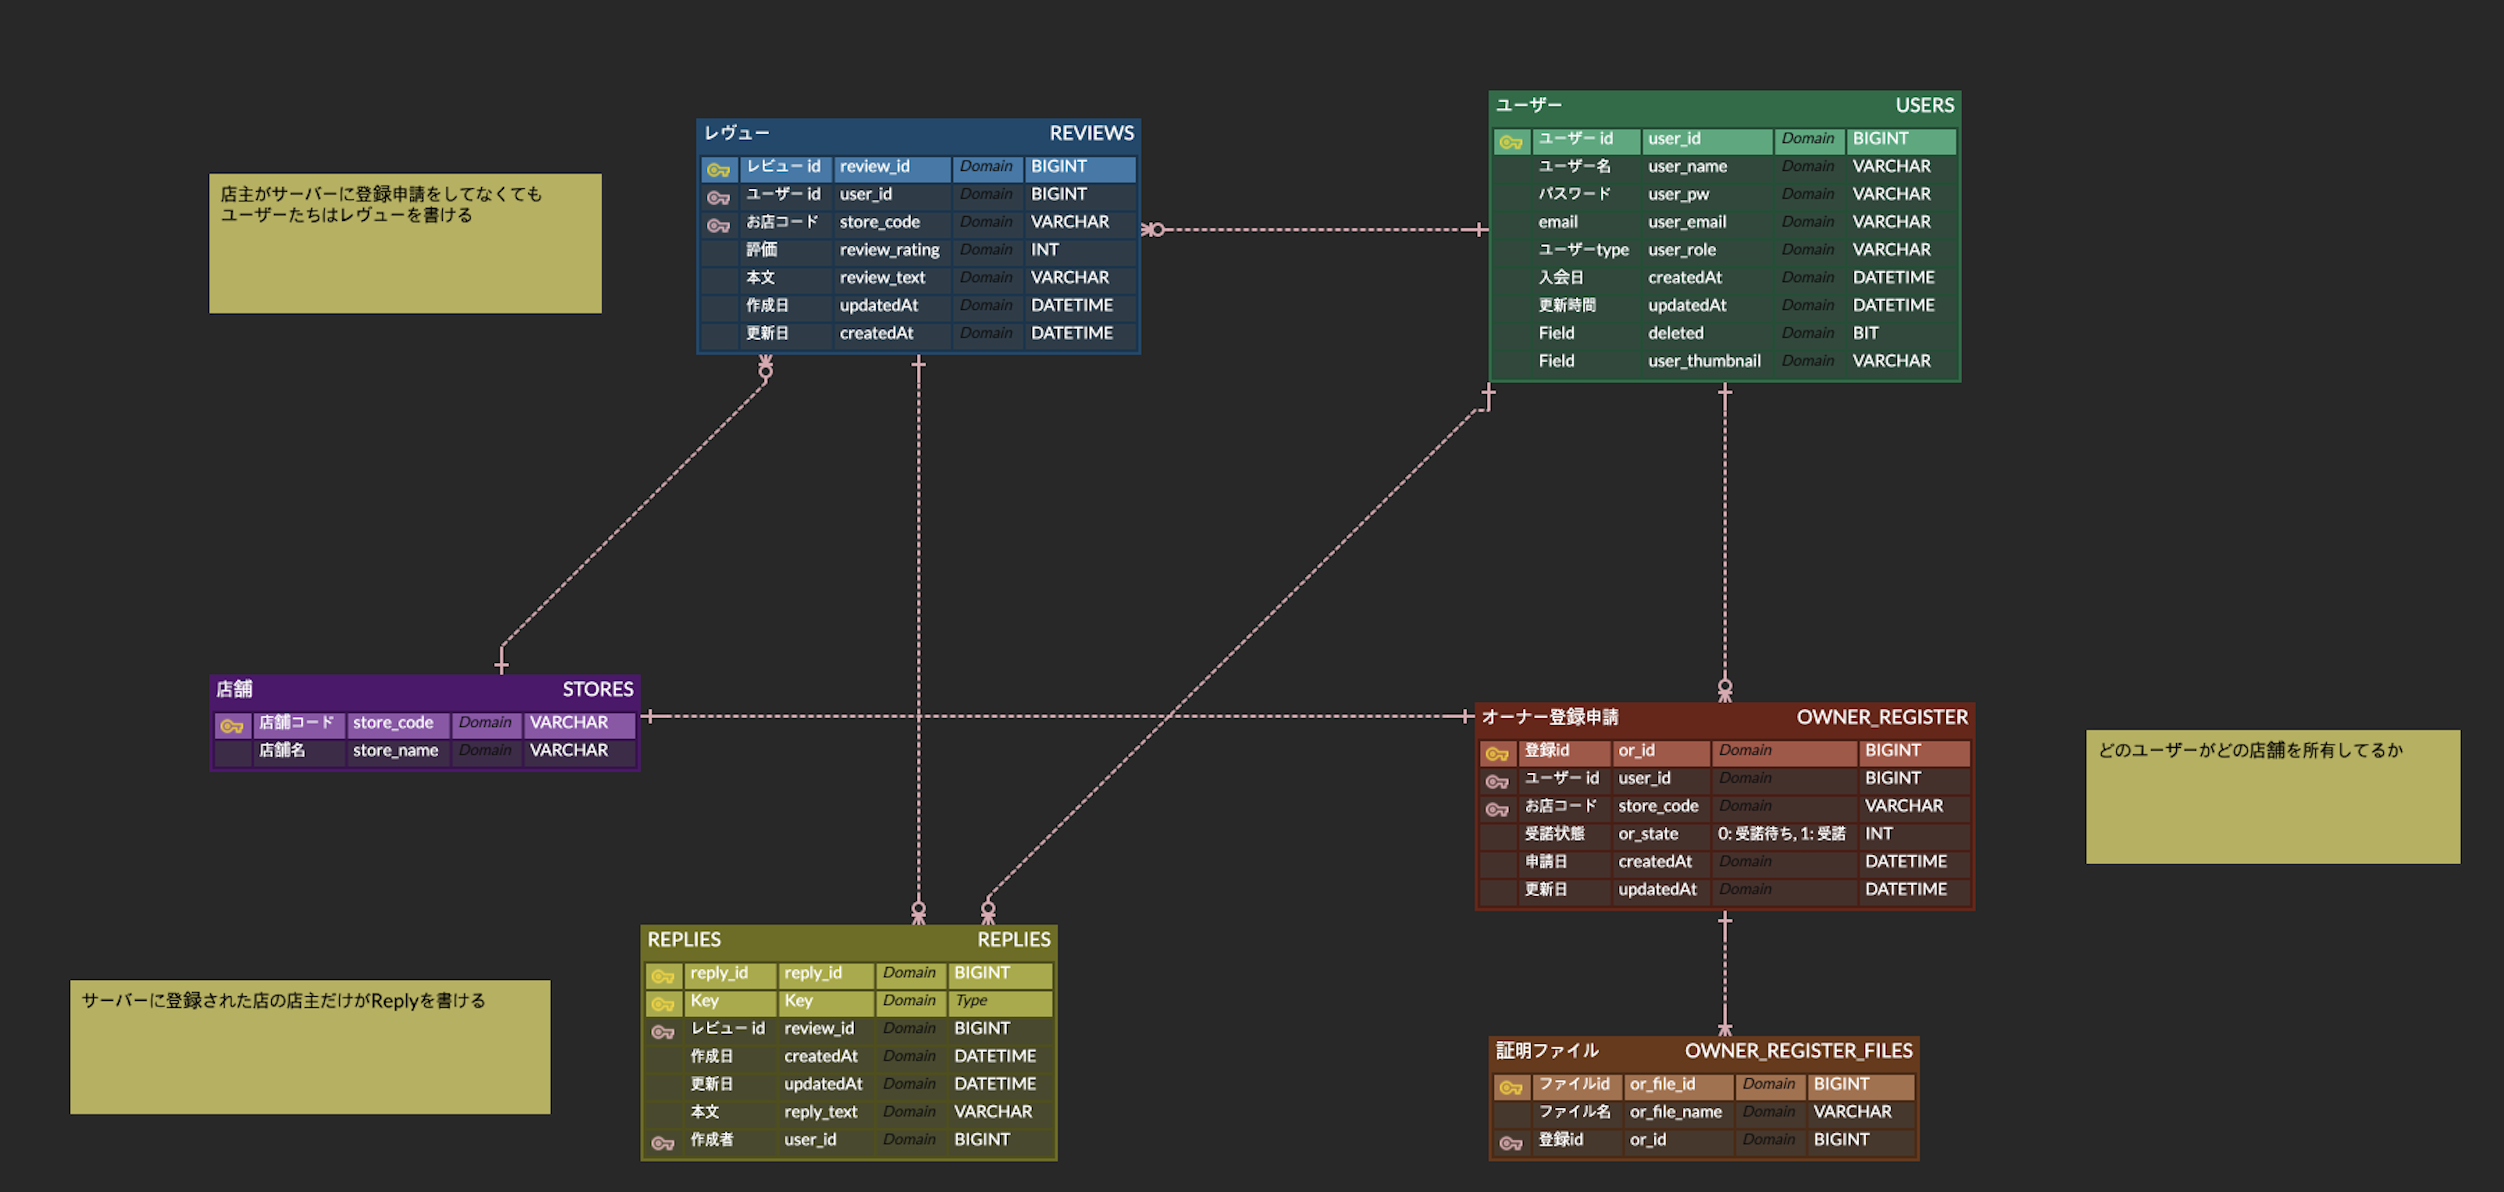 ユーザー USERS
ユーザー id user_id Domain BIGINT
ユーザー名 user_name Domain VARCHAR
パスワード user_pw Domain VARCHAR
email user_email Domain VARCHAR
ユーザーtype user_role Domain VARCHAR
入会日 createdAt Domain DATETIME
更新時間 updatedAt Domain DATETIME
Field deleted Domain BIT
Field user_thumbnail Domain VARCHAR
レヴュー REVIEWS
レビュー id review_id Domain BIGINT
ユーザー id user_id Domain BIGINT
お店コード store_code Domain VARCHAR
評価 review_rating Domain INT
本文 review_text Domain VARCHAR
作成日 updatedAt Domain DATETIME
更新日 createdAt Domain DATETIME
店主がサーバーに登録申請をしてなくても
ユーザーたちはレヴューを書ける
店舗 STORES
店舗コード store_code Domain VARCHAR
店舗名 store_name Domain VARCHAR
オーナー登録申請 OWNER_REGISTER
登録id or_id Domain BIGINT
ユーザー id user_id Domain BIGINT
お店コード store_code Domain VARCHAR
受諾状態 or_state 0: 受諾待ち, 1: 受諾 INT
申請日 createdAt Domain DATETIME
更新日 updatedAt Domain DATETIME
どのユーザーがどの店舗を所有してるか
REPLIES REPLIES
reply_id reply_id Domain BIGINT
Key Key Domain Type
レビュー id review_id Domain BIGINT
作成日 createdAt Domain DATETIME
更新日 updatedAt Domain DATETIME
本文 reply_text Domain VARCHAR
作成者 user_id Domain BIGINT
サーバーに登録された店の店主だけがReplyを書ける
証明ファイル OWNER_REGISTER_FILES
ファイルid or_file_id Domain BIGINT
ファイル名 or_file_name Domain VARCHAR
登録id or_id Domain BIGINT